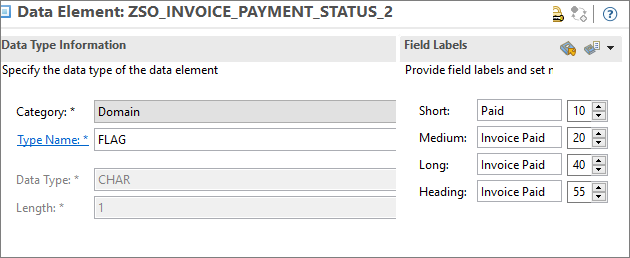 Data Element: ZSO_INVOICE_PAYMENT_STATUS_2
Data Type Information
Specify the data type of the data element
Category: * Domain
Type Name: * FLAG
Data Type: * CHAR
Length: * 1
Field Labels
Provide field labels and set r
Short: Paid 10
Medium: Invoice Paid 20
Long: Invoice Paid 40
Heading: Invoice Paid 55